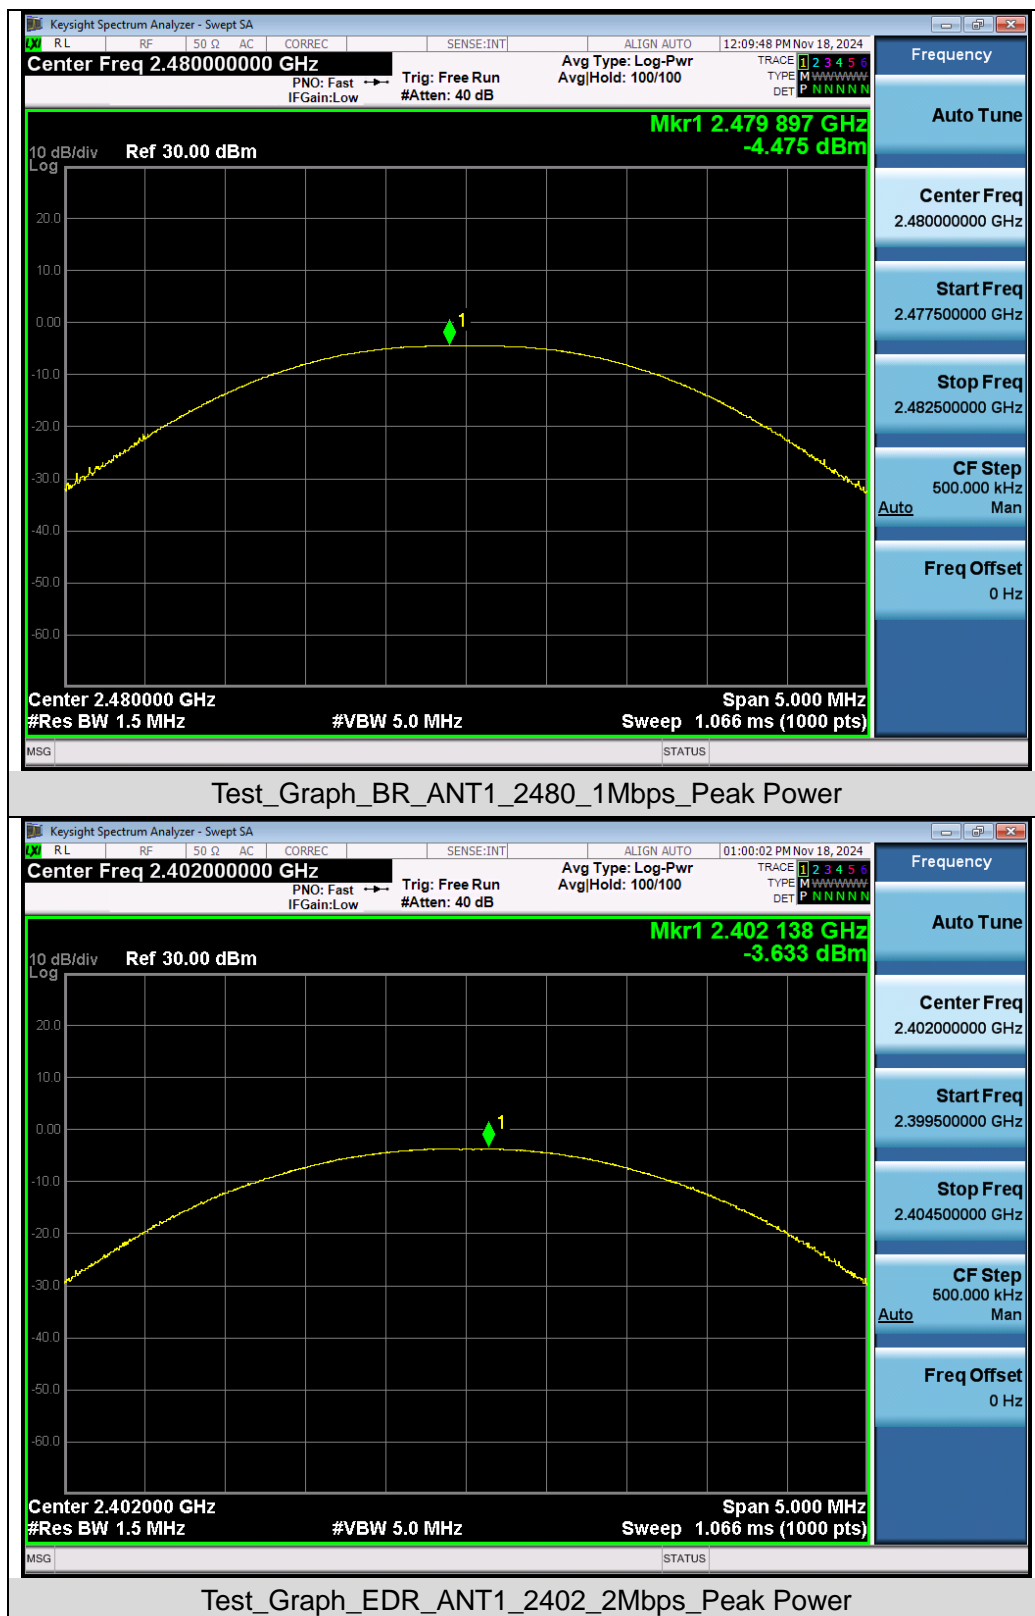 Keysight Spectrum Analyzer - Swept SA
LXI RL RF 50 Ω AC CORREC SENSE:INT ALIGN AUTO 12:09:48 PM Nov 18, 2024
Center Freq 2.480000000 GHz
PNO: Fast
IFGain:Low
Trig: Free Run
#Atten: 40 dB
Avg Type: Log-Pwr
Avg|Hold: 100/100
TRACE 1 2 3 4 5 6
TYPE M WWWWW
DET P N N N N N
Mkr1 2.479 897 GHz
-4.475 dBm
10 dB/div Ref 30.00 dBm
Log
20.0
10.0
0.00
1
-10.0
-20.0
-30.0
-40.0
-50.0
-60.0
Center 2.480000 GHz Span 5.000 MHz
#Res BW 1.5 MHz #VBW 5.0 MHz Sweep 1.066 ms (1000 pts)
MSG STATUS
Frequency
Auto Tune
Center Freq
2.480000000 GHz
Start Freq
2.477500000 GHz
Stop Freq
2.482500000 GHz
CF Step
500.000 kHz
Auto Man
Freq Offset
0 Hz
Test_Graph_BR_ANT1_2480_1Mbps_Peak Power
Keysight Spectrum Analyzer - Swept SA
LXI RL RF 50 Ω AC CORREC SENSE:INT ALIGN AUTO 01:00:02 PM Nov 18, 2024
Center Freq 2.402000000 GHz
PNO: Fast
IFGain:Low
Trig: Free Run
#Atten: 40 dB
Avg Type: Log-Pwr
Avg|Hold: 100/100
TRACE 1 2 3 4 5 6
TYPE M WWWWW
DET P N N N N N
Mkr1 2.402 138 GHz
-3.633 dBm
10 dB/div Ref 30.00 dBm
Log
20.0
10.0
0.00
1
-10.0
-20.0
-30.0
-40.0
-50.0
-60.0
Center 2.402000 GHz Span 5.000 MHz
#Res BW 1.5 MHz #VBW 5.0 MHz Sweep 1.066 ms (1000 pts)
MSG STATUS
Frequency
Auto Tune
Center Freq
2.402000000 GHz
Start Freq
2.399500000 GHz
Stop Freq
2.404500000 GHz
CF Step
500.000 kHz
Auto Man
Freq Offset
0 Hz
Test_Graph_EDR_ANT1_2402_2Mbps_Peak Power